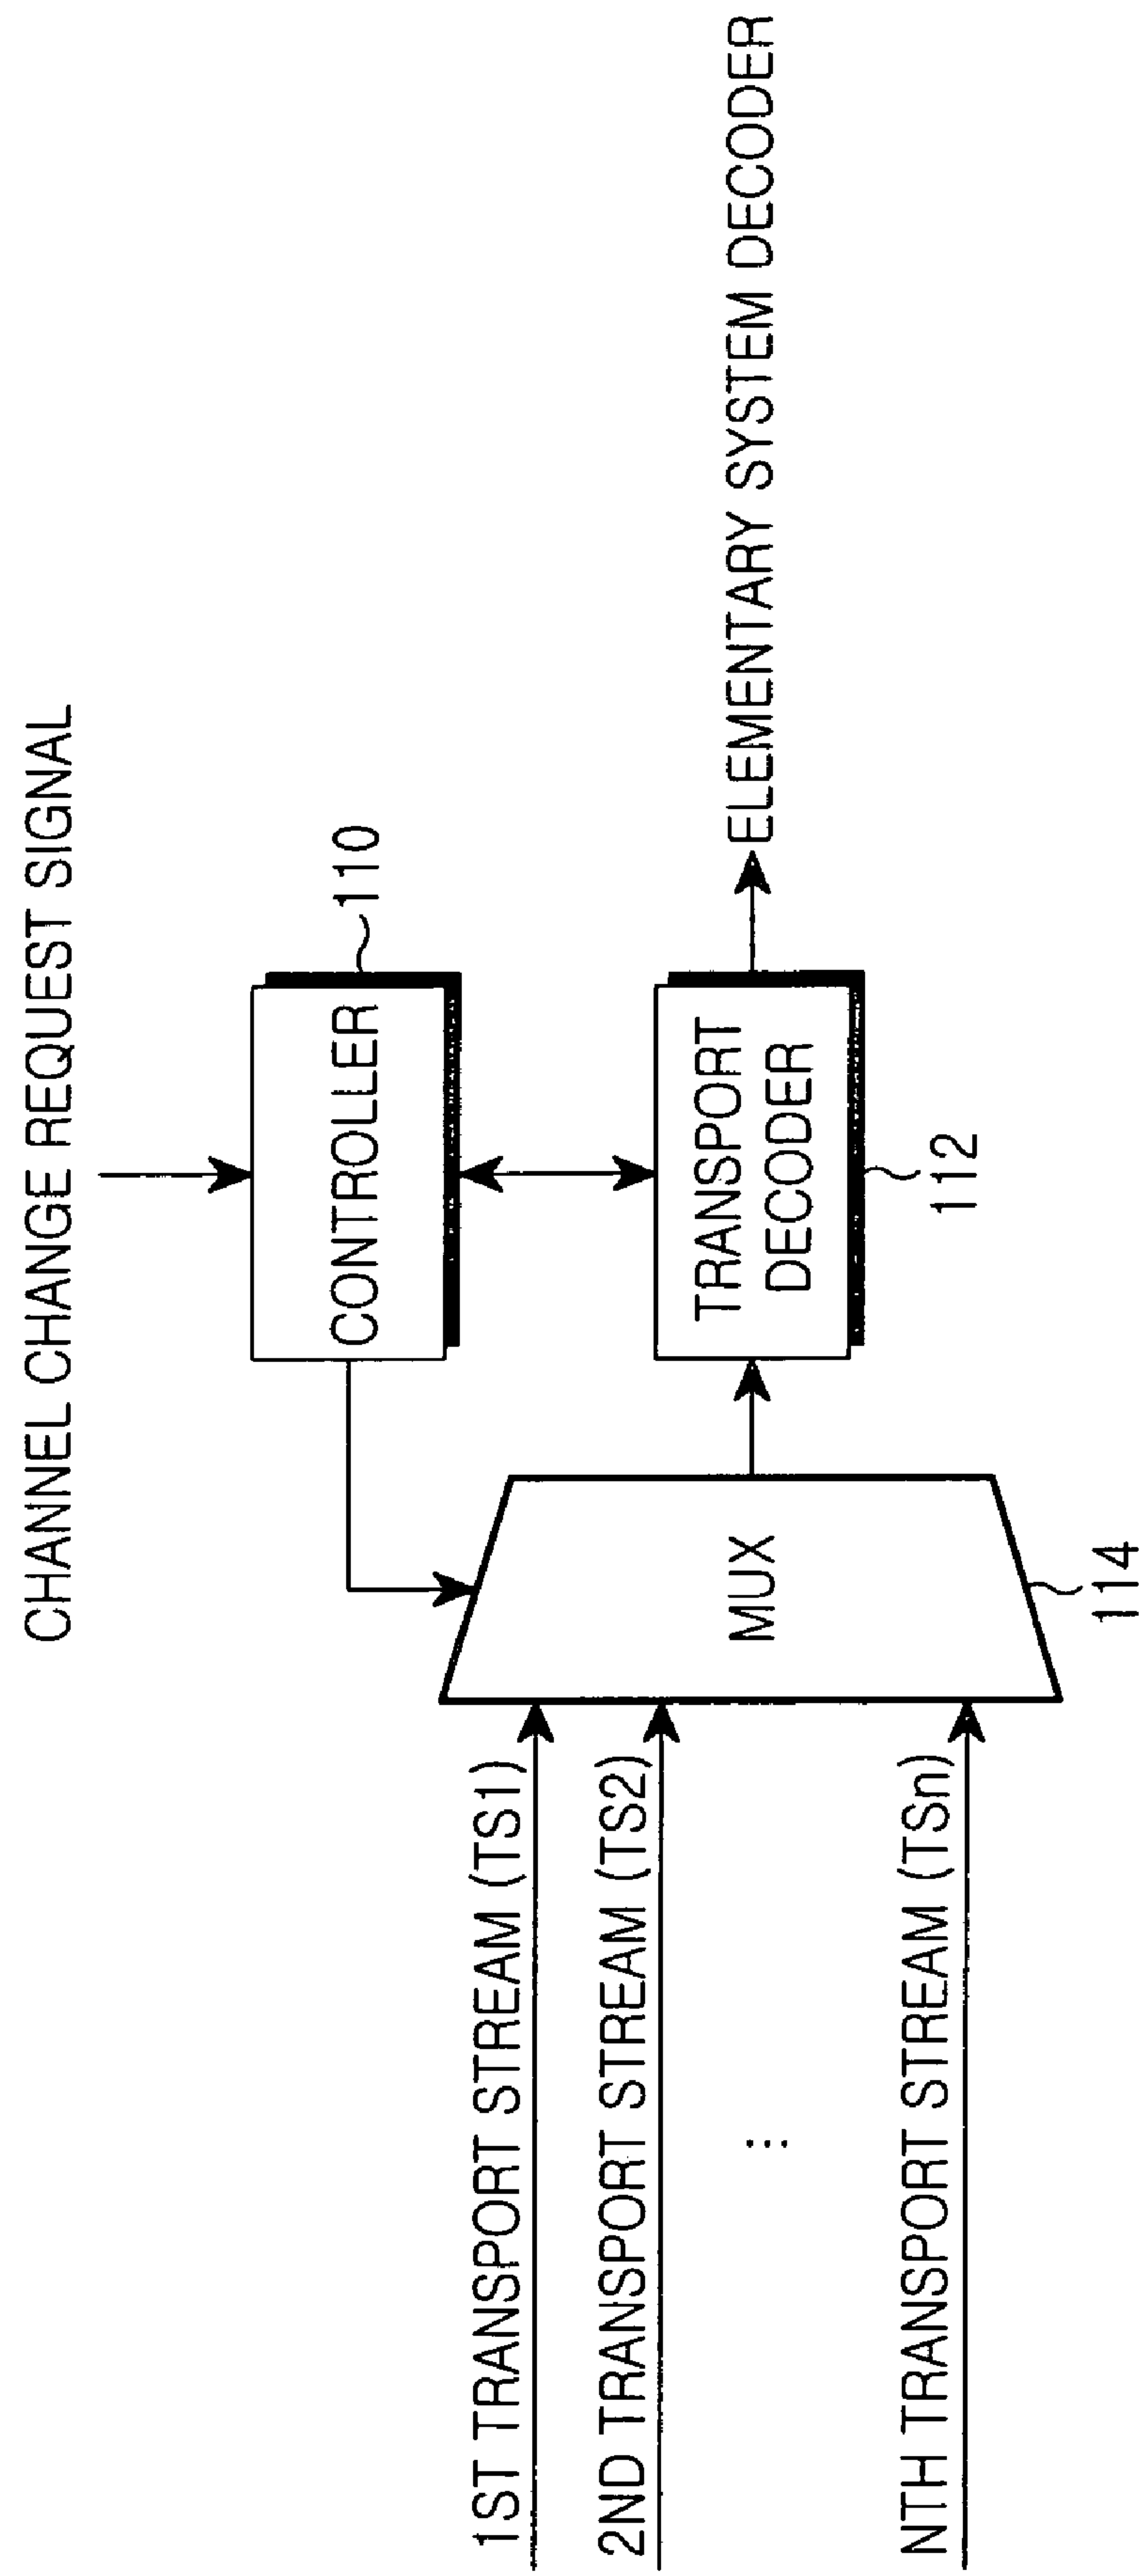 CHANNEL CHANGE REQUEST SIGNAL
CONTROLLER
110
1ST TRANSPORT STREAM (TS1)
2ND TRANSPORT STREAM (TS2)
...
NTH TRANSPORT STREAM (TSn)
MUX
114
TRANSPORT
DECODER
112
ELEMENTARY SYSTEM DECODER